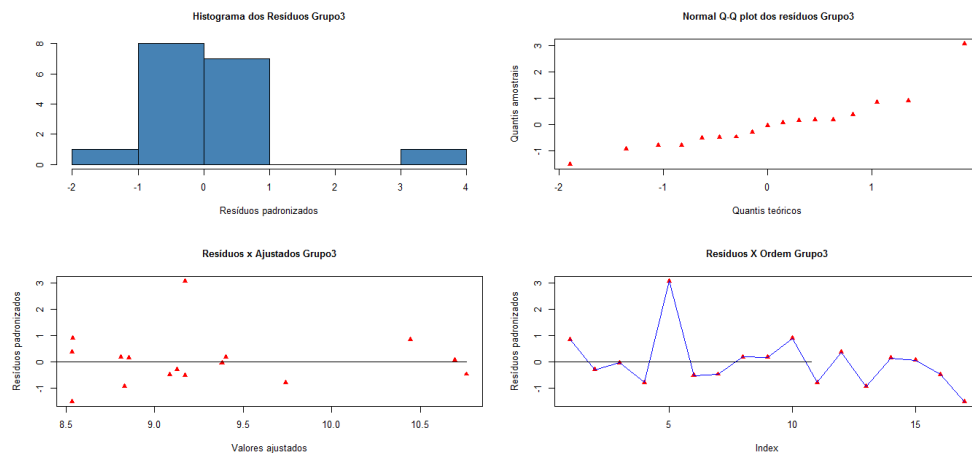 Histograma dos Resíduos Grupo3
8
6
4
2
0
-2 -1 0 1 2 3 4
Resíduos padronizados
Normal Q-Q plot dos resíduos Grupo3
Quantis amostrais
3
2
1
0
-1
-2 -1 0 1
Quantis teóricos
Resíduos x Ajustados Grupo3
Resíduos padronizados
3
2
1
0
-1
8.5 9.0 9.5 10.0 10.5
Valores ajustados
Resíduos X Ordem Grupo3
Resíduos padronizados
3
2
1
0
-1
5 10 15
Index